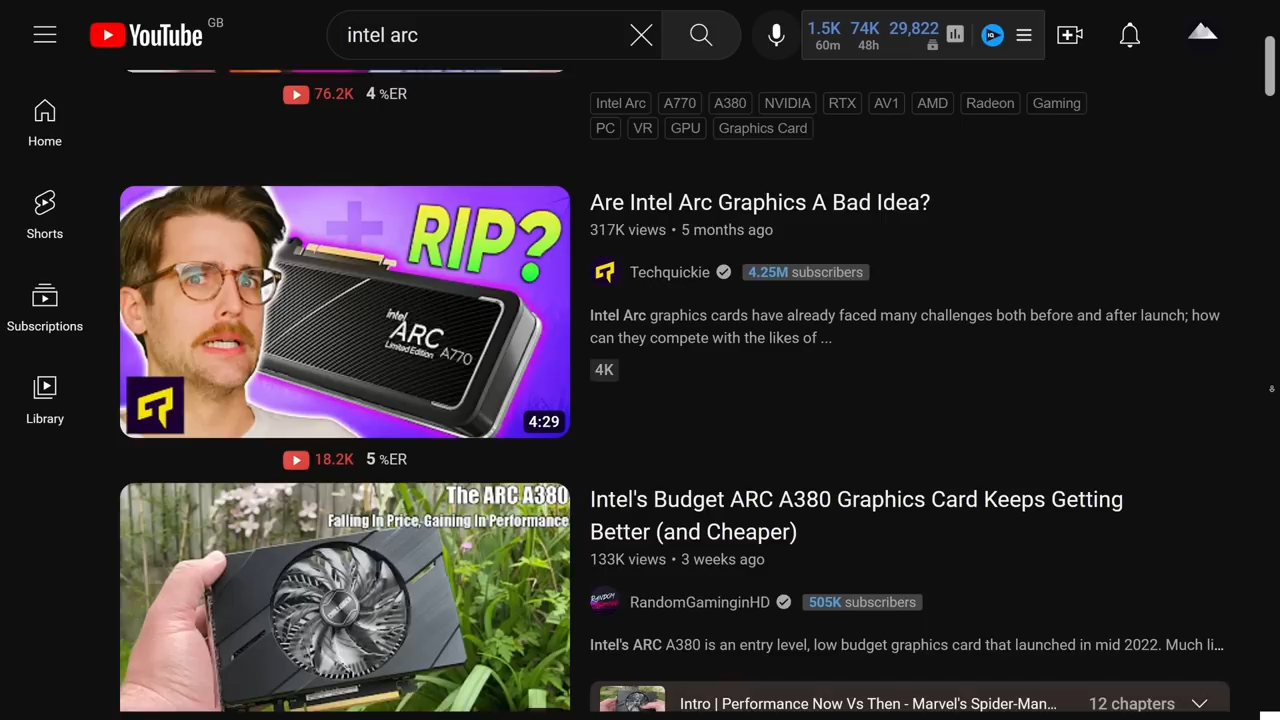 YouTube
GB
intel arc
1.5K 74K 29,822
60m 48h
iq
76.2K 4 %ER
Intel Arc A770 A380 NVIDIA RTX AV1 AMD Radeon Gaming
PC VR GPU Graphics Card
Home
Shorts
Subscriptions
Library
RIP?
intel
ARC
Limited Edition A770
4:29
Are Intel Arc Graphics A Bad Idea?
317K views • 5 months ago
Techquickie 4.25M subscribers
Intel Arc graphics cards have already faced many challenges both before and after launch; how
can they compete with the likes of ...
4K
18.2K 5 %ER
The ARC A380
Falling In Price, Gaining In Performance
Intel's Budget ARC A380 Graphics Card Keeps Getting
Better (and Cheaper)
133K views • 3 weeks ago
RandomGaminginHD 505K subscribers
Intel's ARC A380 is an entry level, low budget graphics card that launched in mid 2022. Much li...
Intro | Performance Now Vs Then - Marvel's Spider-Man... 12 chapters